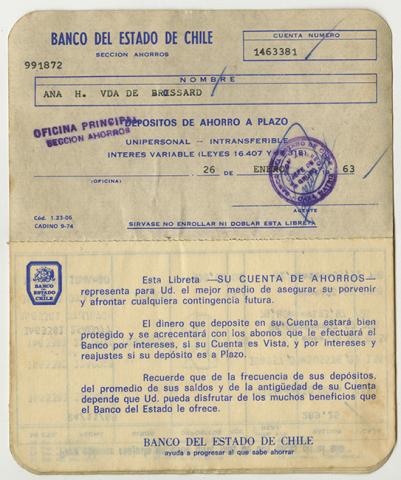 BANCO DEL ESTADO DE CHILE
SECCION AHORROS
CUENTA NUMERO
1463381
991872
NOMBRE
ANA H. VDA DE BROSSARD
OFICINA PRINCIPAL
SECCION AHORROS
DEPOSITOS DE AHORRO A PLAZO
UNIPERSONAL — INTRANSFERIBLE
INTERES VARIABLE (LEYES 16.407 Y
26 DE ENERO 63
(OFICINA)
AGENTE
Cód. 1.23-06
CADINO 9-74
SIRVASE NO ENROLLAR NI DOBLAR ESTA LIBRETA
BANCO
DEL
ESTADO
DE
CHILE
Esta Libreta —SU CUENTA DE AHORROS—
representa para Ud. el mejor medio de asegurar su porvenir
y afrontar cualquiera contingencia futura.
El dinero que deposite en su Cuenta estará bien
protegido y se acrecentará con los abonos que le efectuará el
Banco por intereses, si su Cuenta es Vista, y por intereses y
reajustes si su depósito es a Plazo.
Recuerde que de la frecuencia de sus depósitos,
del promedio de sus saldos y de la antigüedad de su Cuenta
depende que Ud. pueda disfrutar de los muchos beneficios que
el Banco del Estado le ofrece.
BANCO DEL ESTADO DE CHILE
ayuda a progresar al que sabe ahorrar